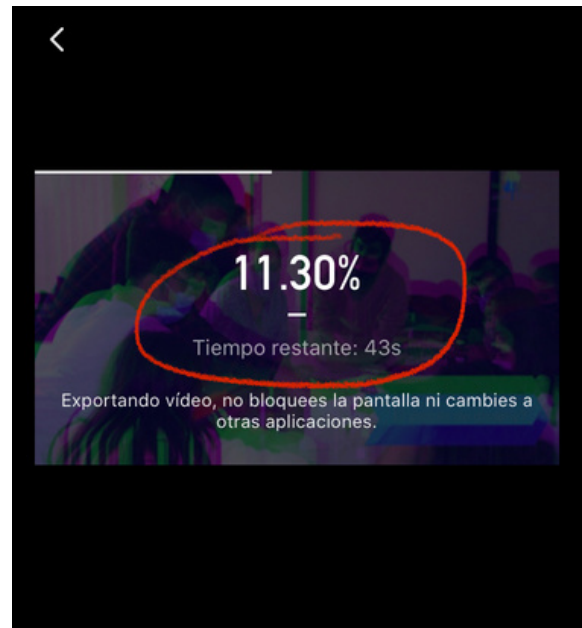 11.30%
Tiempo restante: 43s
Exportando vídeo, no bloquees la pantalla ni cambies a
otras aplicaciones.